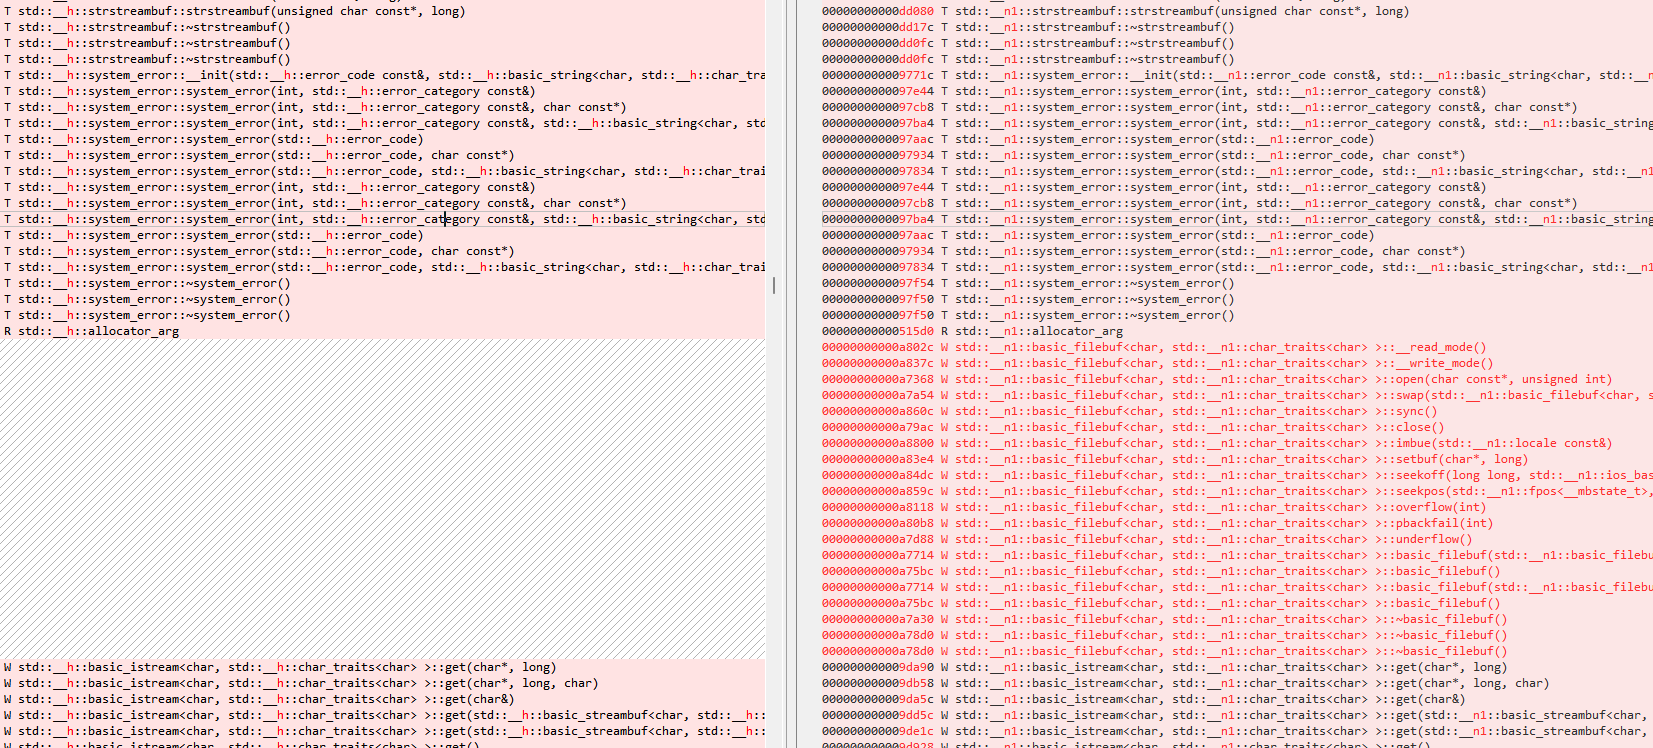 T std::__h::strstreambuf::strstreambuf(unsigned char const*, long)
T std::__h::strstreambuf::~strstreambuf()
T std::__h::strstreambuf::~strstreambuf()
T std::__h::strstreambuf::~strstreambuf()
T std::__h::system_error::__init(std::__h::error_code const&, std::__h::basic_string<char, std::__h::char_tra
T std::__h::system_error::system_error(int, std::__h::error_category const&)
T std::__h::system_error::system_error(int, std::__h::error_category const&, char const*)
T std::__h::system_error::system_error(int, std::__h::error_category const&, std::__h::basic_string<char, std
T std::__h::system_error::system_error(std::__h::error_code)
T std::__h::system_error::system_error(std::__h::error_code, char const*)
T std::__h::system_error::system_error(std::__h::error_code, std::__h::basic_string<char, std::__h::char_trai
T std::__h::system_error::system_error(int, std::__h::error_category const&)
T std::__h::system_error::system_error(int, std::__h::error_category const&, char const*)
T std::__h::system_error::system_error(int, std::__h::error_category const&, std::__h::basic_string<char, std
T std::__h::system_error::system_error(std::__h::error_code)
T std::__h::system_error::system_error(std::__h::error_code, char const*)
T std::__h::system_error::system_error(std::__h::error_code, std::__h::basic_string<char, std::__h::char_trai
T std::__h::system_error::~system_error()
T std::__h::system_error::~system_error()
T std::__h::system_error::~system_error()
R std::__h::allocator_arg
W std::__h::basic_istream<char, std::__h::char_traits<char> >::get(char*, long)
W std::__h::basic_istream<char, std::__h::char_traits<char> >::get(char*, long, char)
W std::__h::basic_istream<char, std::__h::char_traits<char> >::get(char&)
W std::__h::basic_istream<char, std::__h::char_traits<char> >::get(std::__h::basic_streambuf<char, std::__h::
W std::__h::basic_istream<char, std::__h::char_traits<char> >::get(std::__h::basic_streambuf<char, std::__h::
W std::__h::basic_istream<char, std::__h::char_traits<char> >::get()
00000000000dd080 T std::__n1::strstreambuf::strstreambuf(unsigned char const*, long)
00000000000dd17c T std::__n1::strstreambuf::~strstreambuf()
00000000000dd0fc T std::__n1::strstreambuf::~strstreambuf()
00000000000dd0fc T std::__n1::strstreambuf::~strstreambuf()
000000000009771c T std::__n1::system_error::__init(std::__n1::error_code const&, std::__n1::basic_string<char, std::__n
0000000000097e44 T std::__n1::system_error::system_error(int, std::__n1::error_category const&)
0000000000097cb8 T std::__n1::system_error::system_error(int, std::__n1::error_category const&, char const*)
0000000000097ba4 T std::__n1::system_error::system_error(int, std::__n1::error_category const&, std::__n1::basic_string
0000000000097aac T std::__n1::system_error::system_error(std::__n1::error_code)
0000000000097934 T std::__n1::system_error::system_error(std::__n1::error_code, char const*)
0000000000097834 T std::__n1::system_error::system_error(std::__n1::error_code, std::__n1::basic_string<char, std::__n1
0000000000097e44 T std::__n1::system_error::system_error(int, std::__n1::error_category const&)
0000000000097cb8 T std::__n1::system_error::system_error(int, std::__n1::error_category const&, char const*)
0000000000097ba4 T std::__n1::system_error::system_error(int, std::__n1::error_category const&, std::__n1::basic_string
0000000000097aac T std::__n1::system_error::system_error(std::__n1::error_code)
0000000000097934 T std::__n1::system_error::system_error(std::__n1::error_code, char const*)
0000000000097834 T std::__n1::system_error::system_error(std::__n1::error_code, std::__n1::basic_string<char, std::__n1
0000000000097f54 T std::__n1::system_error::~system_error()
0000000000097f50 T std::__n1::system_error::~system_error()
0000000000097f50 T std::__n1::system_error::~system_error()
00000000000515d0 R std::__n1::allocator_arg
00000000000a802c W std::__n1::basic_filebuf<char, std::__n1::char_traits<char> >::__read_mode()
00000000000a837c W std::__n1::basic_filebuf<char, std::__n1::char_traits<char> >::__write_mode()
00000000000a7368 W std::__n1::basic_filebuf<char, std::__n1::char_traits<char> >::open(char const*, unsigned int)
00000000000a7a54 W std::__n1::basic_filebuf<char, std::__n1::char_traits<char> >::swap(std::__n1::basic_filebuf<char, s
00000000000a860c W std::__n1::basic_filebuf<char, std::__n1::char_traits<char> >::sync()
00000000000a79ac W std::__n1::basic_filebuf<char, std::__n1::char_traits<char> >::close()
00000000000a8800 W std::__n1::basic_filebuf<char, std::__n1::char_traits<char> >::imbue(std::__n1::locale const&)
00000000000a83e4 W std::__n1::basic_filebuf<char, std::__n1::char_traits<char> >::setbuf(char*, long)
00000000000a84dc W std::__n1::basic_filebuf<char, std::__n1::char_traits<char> >::seekoff(long long, std::__n1::ios_bas
00000000000a859c W std::__n1::basic_filebuf<char, std::__n1::char_traits<char> >::seekpos(std::__n1::fpos<__mbstate_t>,
00000000000a8118 W std::__n1::basic_filebuf<char, std::__n1::char_traits<char> >::overflow(int)
00000000000a80b8 W std::__n1::basic_filebuf<char, std::__n1::char_traits<char> >::pbackfail(int)
00000000000a7d88 W std::__n1::basic_filebuf<char, std::__n1::char_traits<char> >::underflow()
00000000000a7714 W std::__n1::basic_filebuf<char, std::__n1::char_traits<char> >::basic_filebuf(std::__n1::basic_filebu
00000000000a75bc W std::__n1::basic_filebuf<char, std::__n1::char_traits<char> >::basic_filebuf()
00000000000a7714 W std::__n1::basic_filebuf<char, std::__n1::char_traits<char> >::basic_filebuf(std::__n1::basic_filebu
00000000000a75bc W std::__n1::basic_filebuf<char, std::__n1::char_traits<char> >::basic_filebuf()
00000000000a7a30 W std::__n1::basic_filebuf<char, std::__n1::char_traits<char> >::~basic_filebuf()
00000000000a78d0 W std::__n1::basic_filebuf<char, std::__n1::char_traits<char> >::~basic_filebuf()
00000000000a78d0 W std::__n1::basic_filebuf<char, std::__n1::char_traits<char> >::~basic_filebuf()
000000000009da90 W std::__n1::basic_istream<char, std::__n1::char_traits<char> >::get(char*, long)
000000000009db58 W std::__n1::basic_istream<char, std::__n1::char_traits<char> >::get(char*, long, char)
000000000009da5c W std::__n1::basic_istream<char, std::__n1::char_traits<char> >::get(char&)
000000000009dd5c W std::__n1::basic_istream<char, std::__n1::char_traits<char> >::get(std::__n1::basic_streambuf<char,
000000000009de1c W std::__n1::basic_istream<char, std::__n1::char_traits<char> >::get(std::__n1::basic_streambuf<char,
000000000009d928 W std::__n1::basic_istream<char, std::__n1::char_traits<char> >::get()